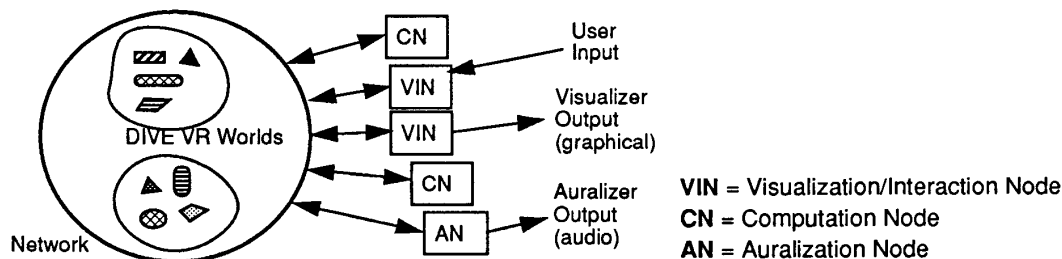 CN
User
Input
VIN
Visualizer
Output
(graphical)
VIN
DIVE VR Worlds
CN
Auralizer
Output
(audio)
AN
Network
VIN = Visualization/Interaction Node
CN = Computation Node
AN = Auralization Node